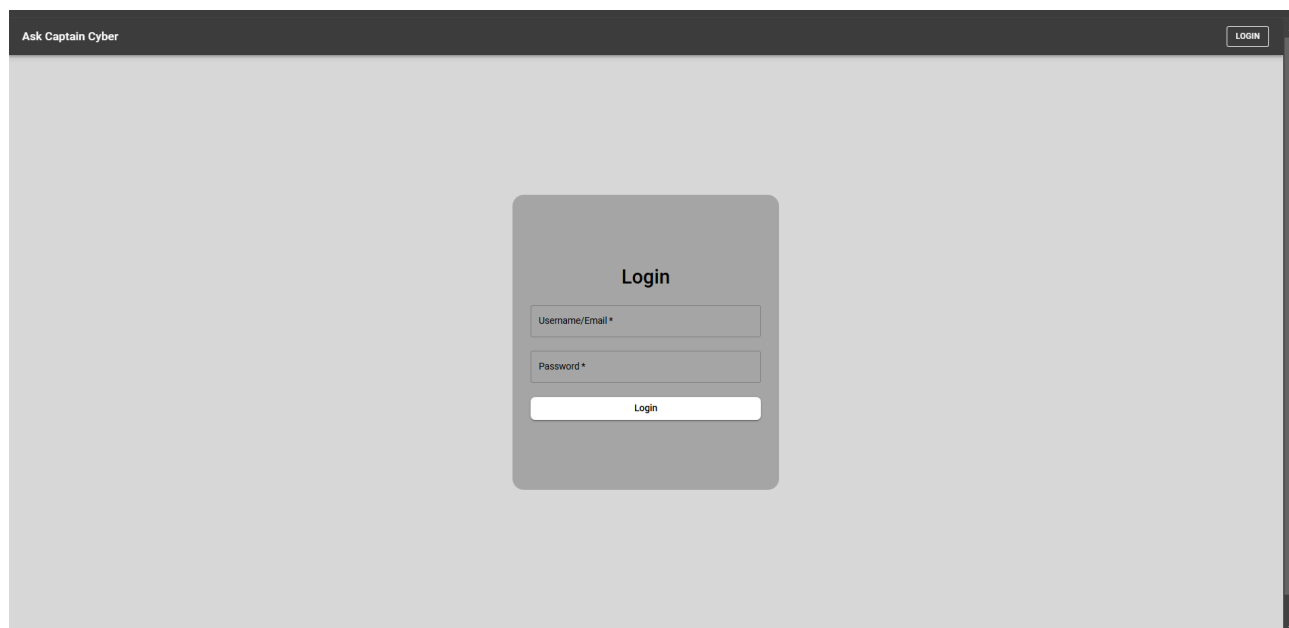 Ask Captain Cyber
LOGIN
Login
Username/Email *
Password *
Login